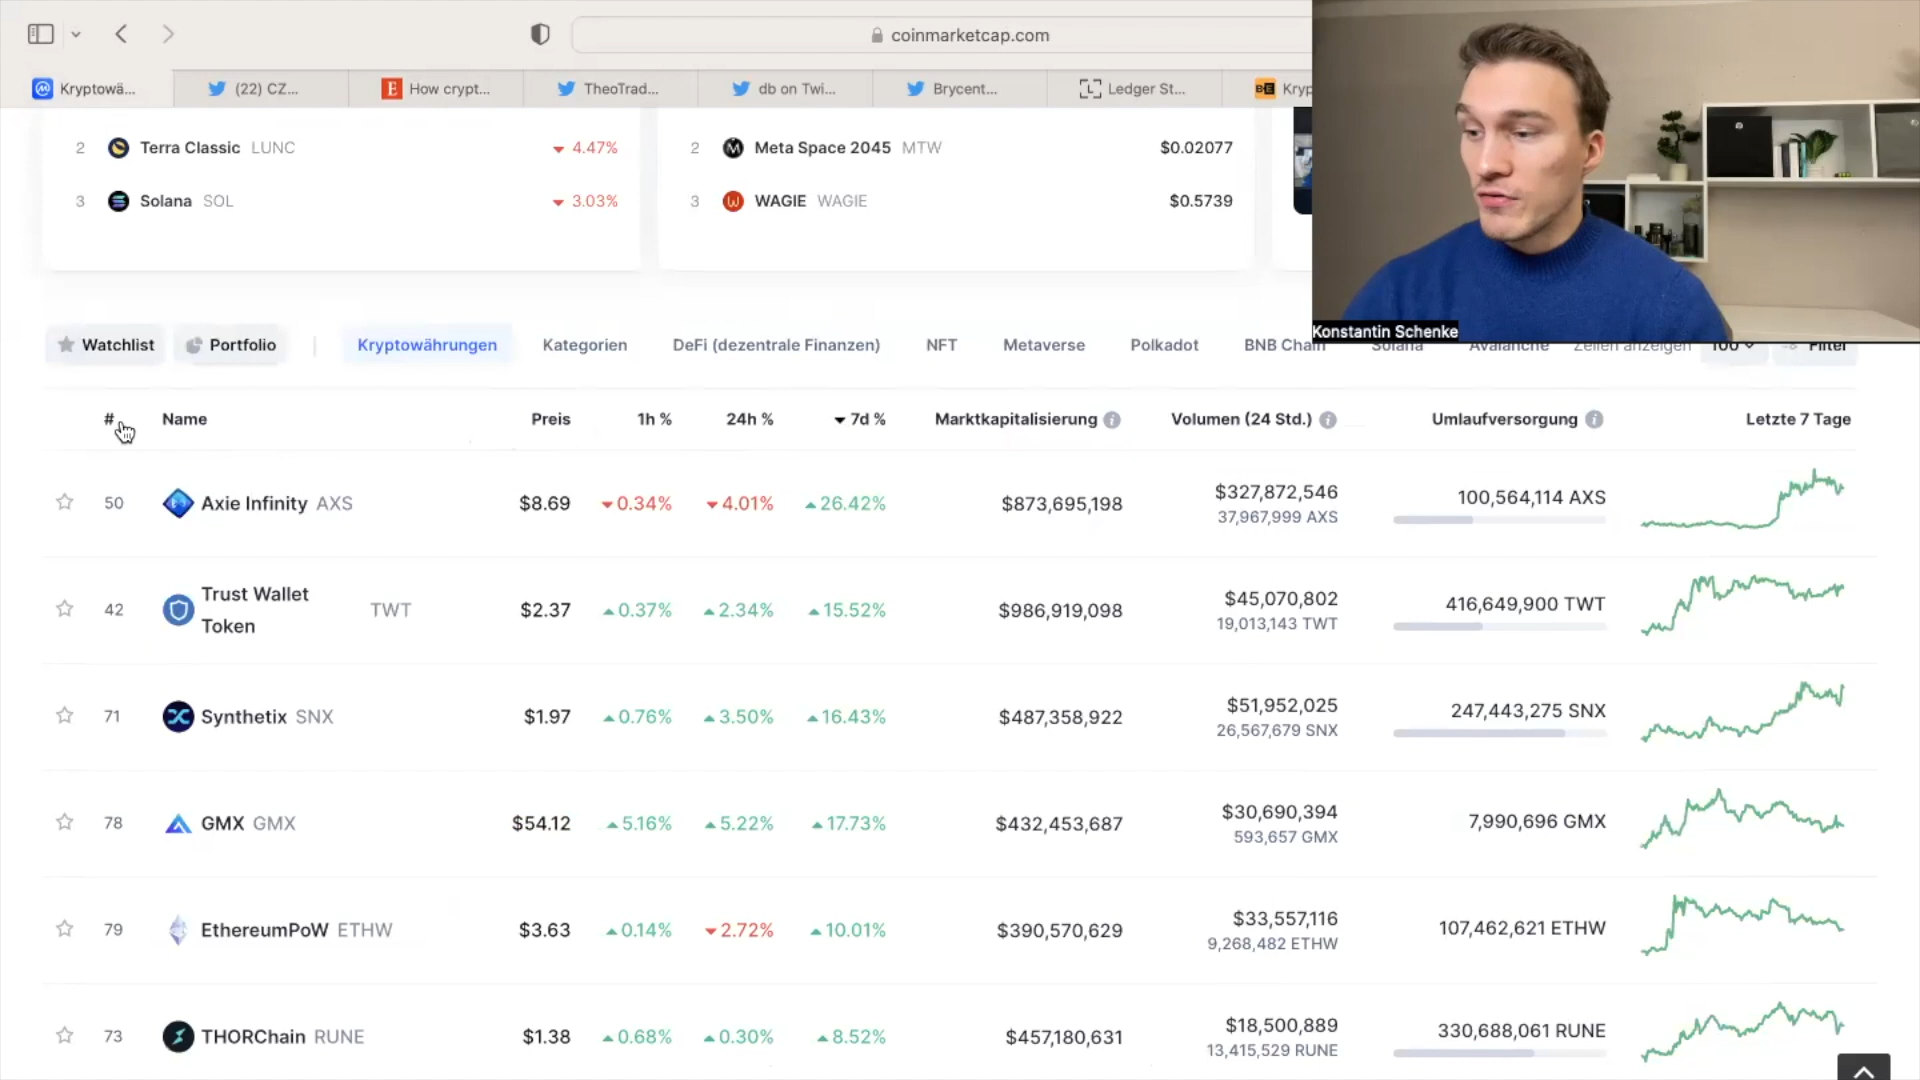 coinmarketcap.com
Kryptowä...
(22) CZ...
How crypt...
TheoTrad...
db on Twi...
Brycent...
Ledger St...
Kryp
2 Terra Classic LUNC 4.47%
3 Solana SOL 3.03%
2 Meta Space 2045 MTW $0.02077
3 WAGIE WAGIE $0.5739
Konstantin Schenke
Watchlist Portfolio Kryptowährungen Kategorien DeFi (dezentrale Finanzen) NFT Metaverse Polkadot BNB Chain Solana Avalanche Zeilen anzeigen 100 Filter
# Name Preis 1h % 24h % 7d % Marktkapitalisierung Volumen (24 Std.) Umlaufversorgung Letzte 7 Tage
50 Axie Infinity AXS $8.69 0.34% 4.01% 26.42% $873,695,198 $327,872,546 100,564,114 AXS
37,967,999 AXS
42 Trust Wallet Token TWT $2.37 0.37% 2.34% 15.52% $986,919,098 $45,070,802 416,649,900 TWT
19,013,143 TWT
71 Synthetix SNX $1.97 0.76% 3.50% 16.43% $487,358,922 $51,952,025 247,443,275 SNX
26,567,679 SNX
78 GMX GMX $54.12 5.16% 5.22% 17.73% $432,453,687 $30,690,394 7,990,696 GMX
593,657 GMX
79 EthereumPoW ETHW $3.63 0.14% 2.72% 10.01% $390,570,629 $33,557,116 107,462,621 ETHW
9,268,482 ETHW
73 THORChain RUNE $1.38 0.68% 0.30% 8.52% $457,180,631 $18,500,889 330,688,061 RUNE
13,415,529 RUNE